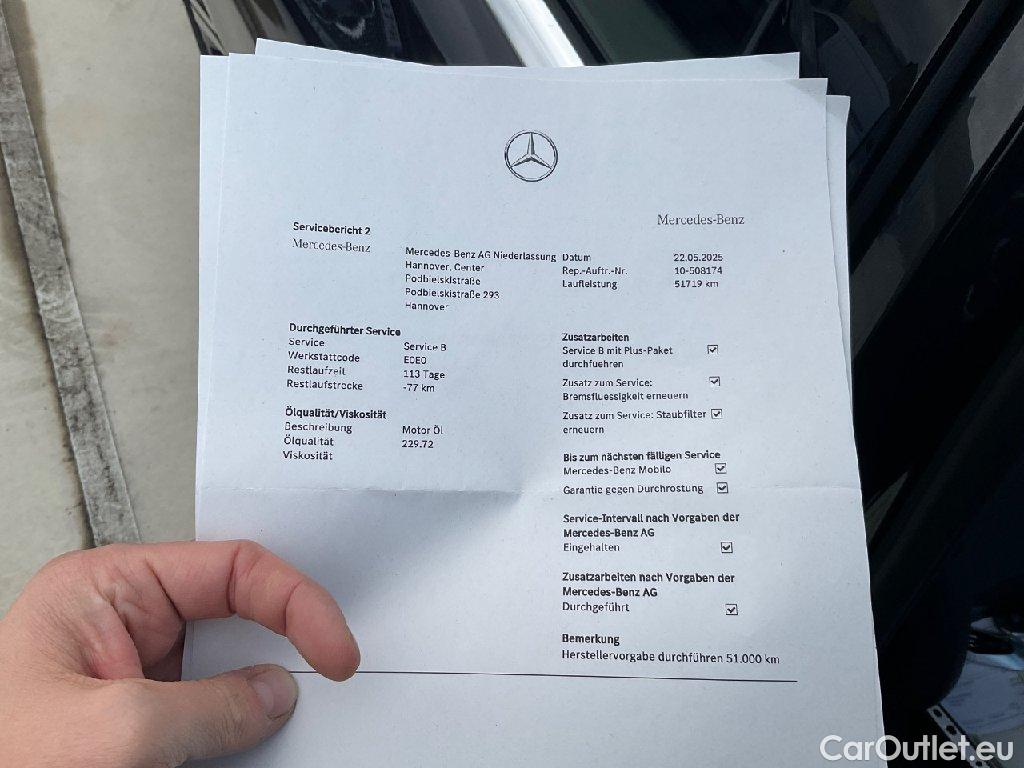 Mercedes-Benz
Servicebericht 2
Mercedes-Benz
Mercedes Benz AG Niederlassung
Hannover, Center
Podbielskistraße
Podbielskistraße 293
Hannover
Datum 22.05.2025
Rep.-Auftr.-Nr. 10-508174
Laufleistung 51719 km
Durchgeführter Service
Service Service B
Werkstattcode ECE0
Restlaufzeit 113 Tage
Restlaufstrecke -77 km
Ölqualität/Viskosität
Beschreibung Motor Öl
Ölqualität 229.72
Viskosität
Zusatzarbeiten
Service B mit Plus-Paket
durchfuehren
Zusatz zum Service:
Bremsfluessigkeit erneuern
Zusatz zum Service: Staubfilter
erneuern
Bis zum nächsten fälligen Service
Mercedes-Benz Mobilo
Garantie gegen Durchrostung
Service-Intervall nach Vorgaben der
Mercedes-Benz AG
Eingehalten
Zusatzarbeiten nach Vorgaben der
Mercedes-Benz AG
Durchgeführt
Bemerkung
Herstellervorgabe durchführen 51.000 km
CarOutlet.eu